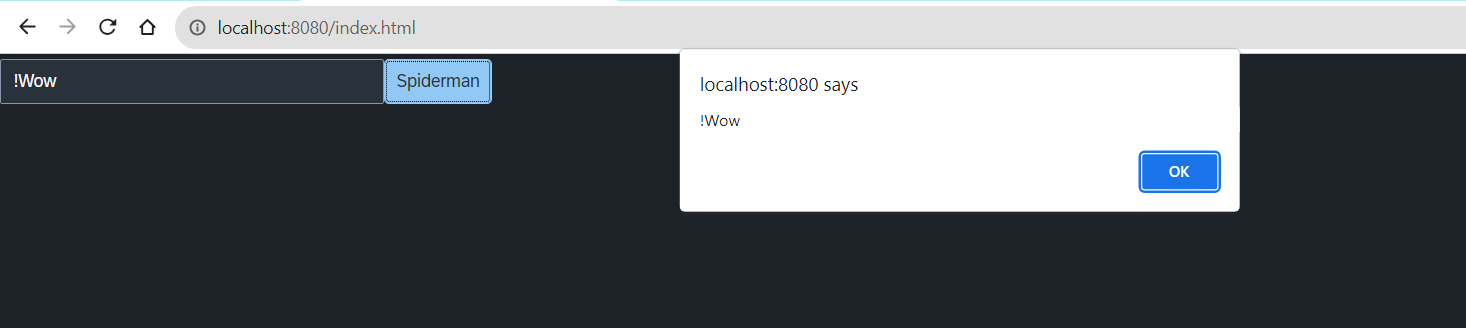 localhost:8080/index.html
!Wow
Spiderman
localhost:8080 says
!Wow
OK